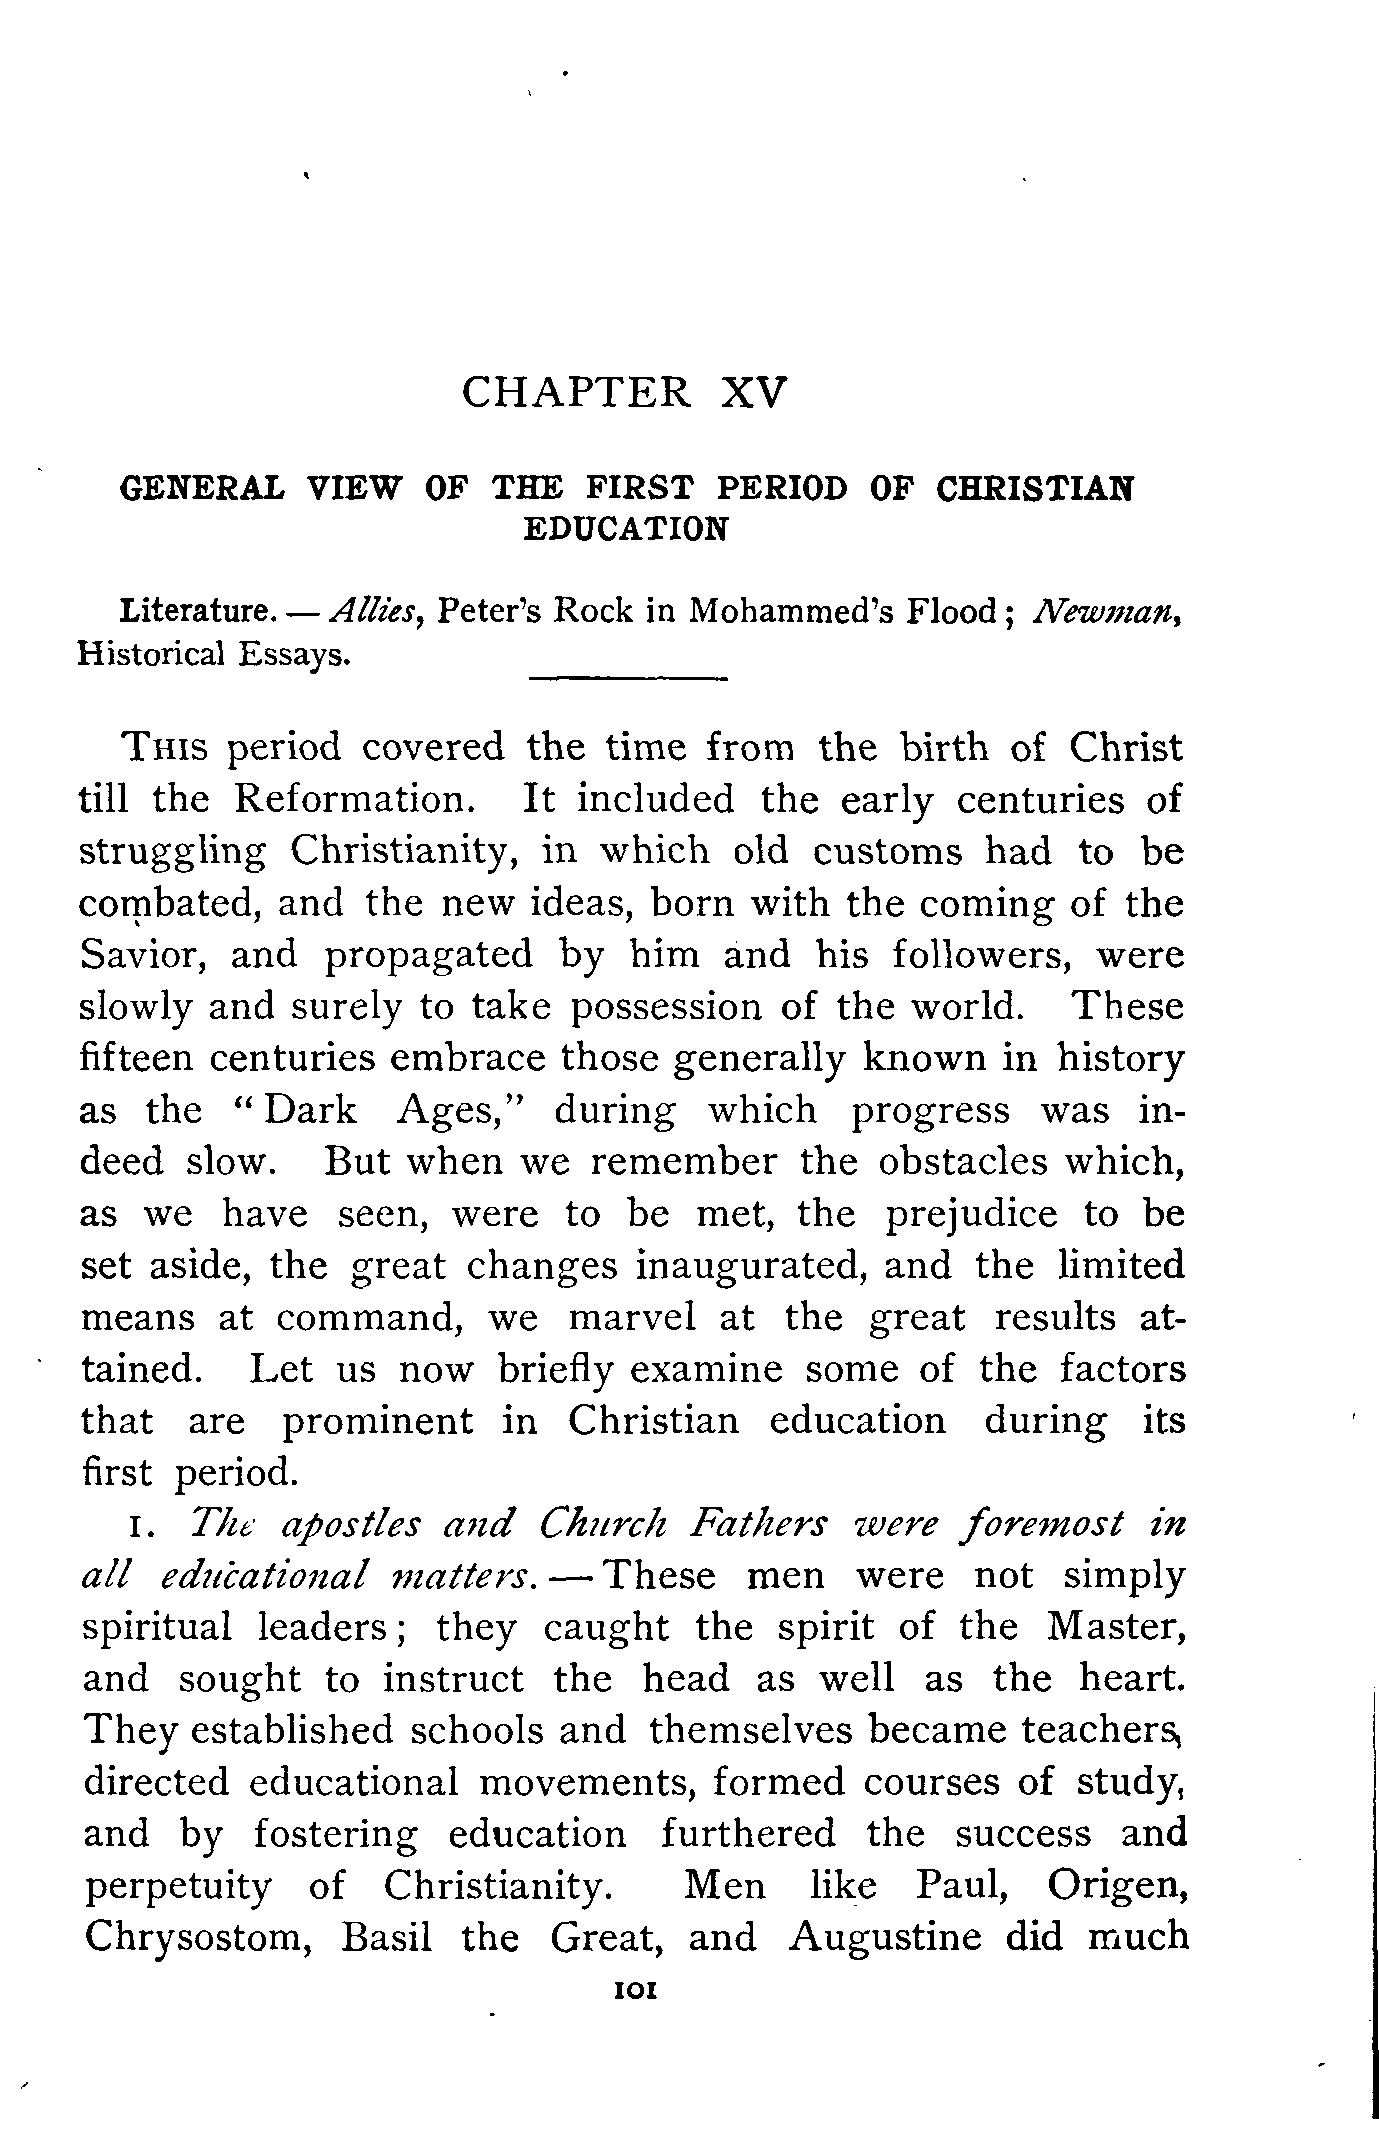 CHAPTER XV
GENERAL VIEW OF THE FIRST PERIOD OF CHRISTIAN
EDUCATION
Literature. — Allies, Peter's Rock in Mohammed's Flood; Newman,
Historical Essays.
THIS period covered the time from the birth of Christ
till the Reformation. It included the early centuries of
struggling Christianity, in which old customs had to be
combated, and the new ideas, born with the coming of the
Savior, and propagated by him and his followers, were
slowly and surely to take possession of the world. These
fifteen centuries embrace those generally known in history
as the "Dark Ages," during which progress was in-
deed slow. But when we remember the obstacles which,
as we have seen, were to be met, the prejudice to be
set aside, the great changes inaugurated, and the limited
means at command, we marvel at the great results at-
tained. Let us now briefly examine some of the factors
that are prominent in Christian education during its
first period.
1. The apostles and Church Fathers were foremost in
all educational matters. — These men were not simply
spiritual leaders; they caught the spirit of the Master,
and sought to instruct the head as well as the heart.
They established schools and themselves became teachers,
directed educational movements, formed courses of study,
and by fostering education furthered the success and
perpetuity of Christianity. Men like Paul, Origen,
Chrysostom, Basil the Great, and Augustine did much
101